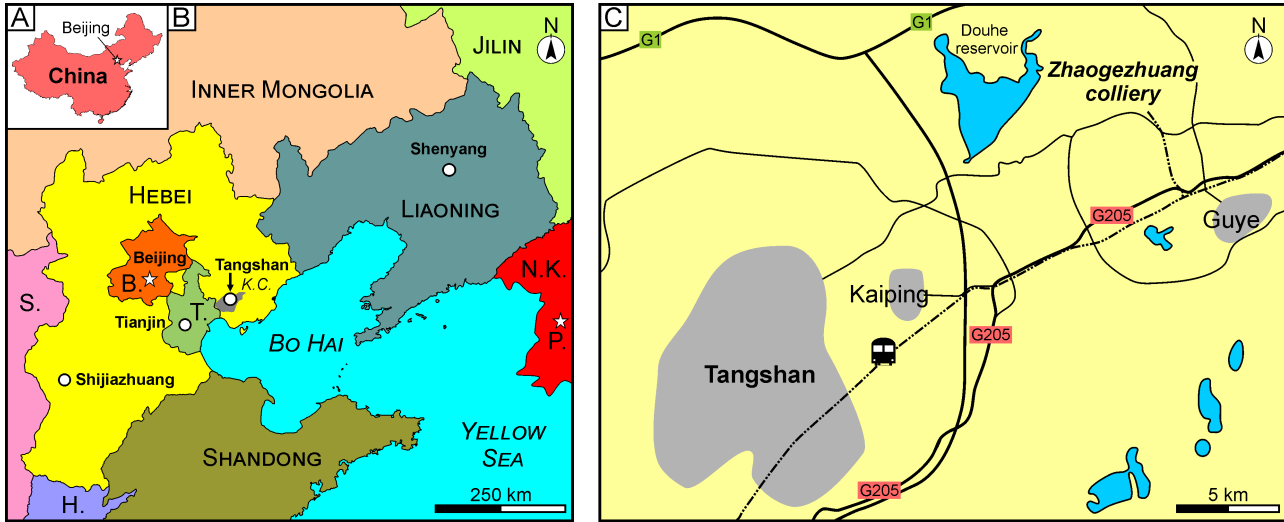 A
Beijing
China
B
N
JILIN
INNER MONGOLIA
Shenyang
HEBEI
LIAONING
Beijing
B.
Tangshan
K.C.
N.K.
S.
T.
Tianjin
P.
BO HAI
Shijiazhuang
YELLOW
SEA
SHANDONG
H.
250 km
C
G1
G1
Douhe
reservoir
N
Zhaogezhuang
colliery
G205
Guye
Kaiping
G205
Tangshan
G205
5 km